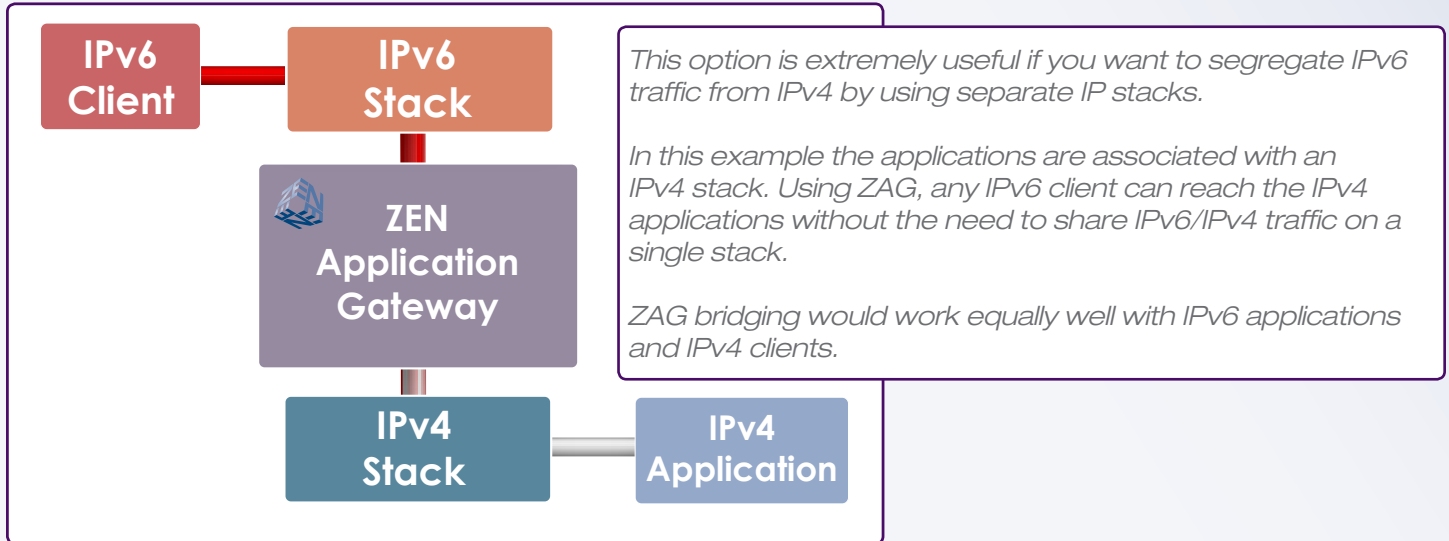 IPv6
Client
IPv6
Stack
This option is extremely useful if you want to segregate IPv6
traffic from IPv4 by using separate IP stacks.
In this example the applications are associated with an
IPv4 stack. Using ZAG, any IPv6 client can reach the IPv4
applications without the need to share IPv6/IPv4 traffic on a
single stack.
ZAG bridging would work equally well with IPv6 applications
and IPv4 clients.
ZEN
ZEN
Application
Gateway
IPv4
Stack
IPv4
Application